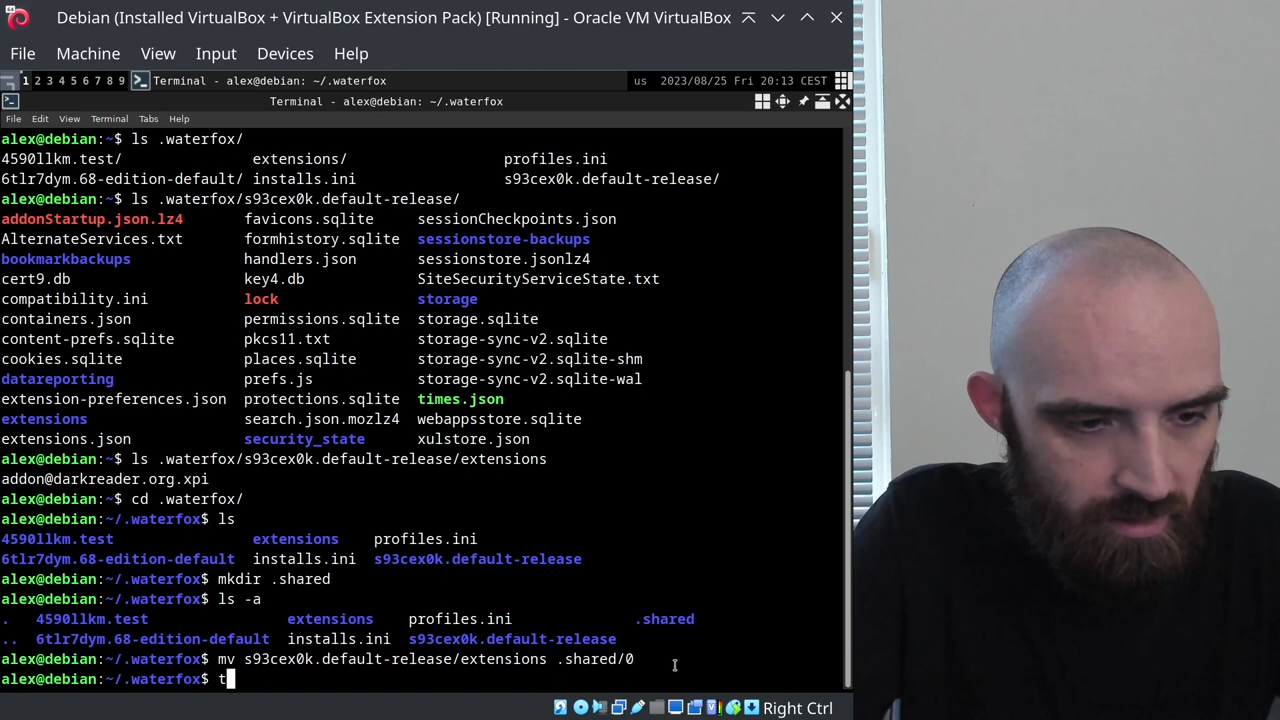 Debian (Installed VirtualBox + VirtualBox Extension Pack) [Running] - Oracle VM VirtualBox
File Machine View Input Devices Help
1 2 3 4 5 6 7 8 9 Terminal - alex@debian: ~/.waterfox us 2023/08/25 Fri 20:13 CEST
Terminal - alex@debian: ~/.waterfox
File Edit View Terminal Tabs Help
alex@debian:~$ ls .waterfox/
4590llkm.test/ extensions/ profiles.ini
6tlr7dym.68-edition-default/ installs.ini s93cex0k.default-release/
alex@debian:~$ ls .waterfox/s93cex0k.default-release/
addonStartup.json.lz4 favicons.sqlite sessionCheckpoints.json
AlternateServices.txt formhistory.sqlite sessionstore-backups
bookmarkbackups handlers.json sessionstore.jsonlz4
cert9.db key4.db SiteSecurityServiceState.txt
compatibility.ini lock storage
containers.json permissions.sqlite storage.sqlite
content-prefs.sqlite pkcs11.txt storage-sync-v2.sqlite
cookies.sqlite places.sqlite storage-sync-v2.sqlite-shm
datareporting prefs.js storage-sync-v2.sqlite-wal
extension-preferences.json protections.sqlite times.json
extensions search.json.mozlz4 webappsstore.sqlite
extensions.json security_state xulstore.json
alex@debian:~$ ls .waterfox/s93cex0k.default-release/extensions
addon@darkreader.org.xpi
alex@debian:~$ cd .waterfox/
alex@debian:~/.waterfox$ ls
4590llkm.test extensions profiles.ini
6tlr7dym.68-edition-default installs.ini s93cex0k.default-release
alex@debian:~/.waterfox$ mkdir .shared
alex@debian:~/.waterfox$ ls -a
. 4590llkm.test extensions profiles.ini .shared
.. 6tlr7dym.68-edition-default installs.ini s93cex0k.default-release
alex@debian:~/.waterfox$ mv s93cex0k.default-release/extensions .shared/0
alex@debian:~/.waterfox$ t
Right Ctrl